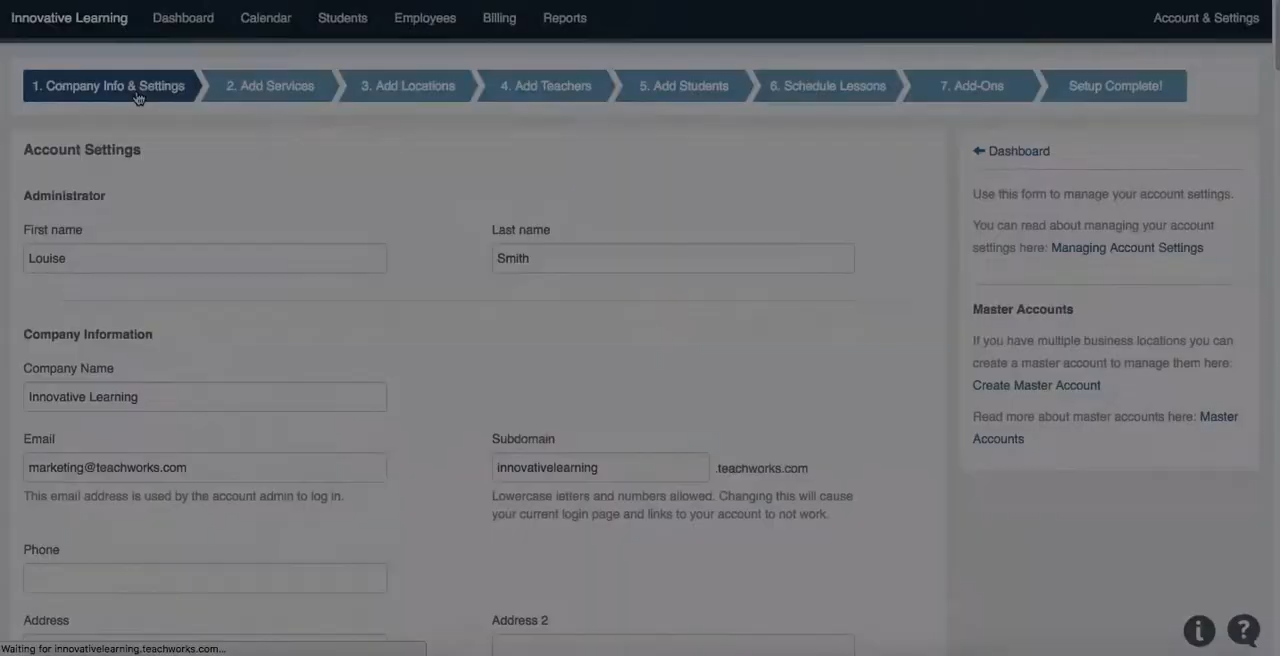 Innovative Learning Dashboard Calendar Students Employees Billing Reports Account & Settings
1. Company Info & Settings 2. Add Services 3. Add Locations 4. Add Teachers 5. Add Students 6. Schedule Lessons 7. Add-Ons Setup Complete!
Account Settings
Administrator
First name Last name
Louise Smith
Company Information
Company Name
Innovative Learning
Email Subdomain
marketing@teachworks.com innovativelearning .teachworks.com
This email address is used by the account admin to log in.
Lowercase letters and numbers allowed. Changing this will cause
your current login page and links to your account to not work.
Phone
Address Address 2
Dashboard
Use this form to manage your account settings.
You can read about managing your account
settings here: Managing Account Settings
Master Accounts
If you have multiple business locations you can
create a master account to manage them here:
Create Master Account
Read more about master accounts here: Master
Accounts
Waiting for innovativelearning.teachworks.com...